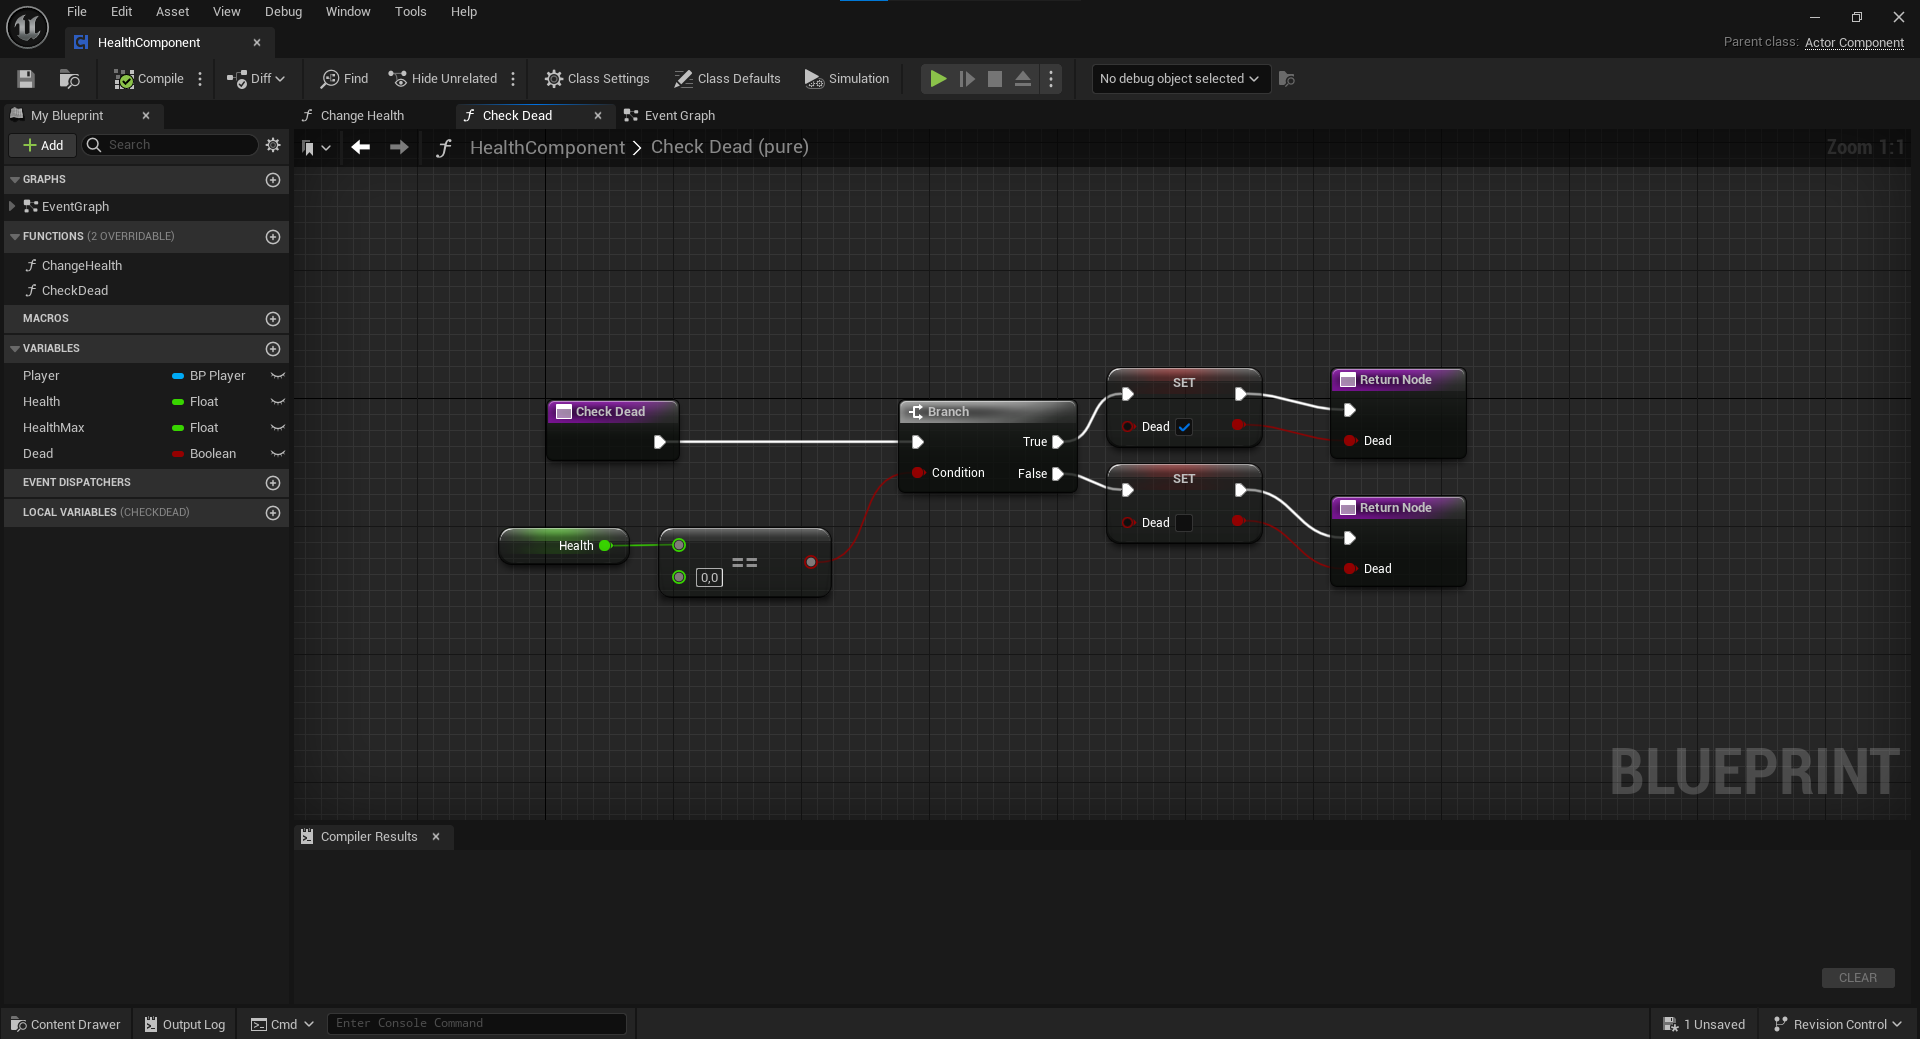 File Edit Asset View Debug Window Tools Help
HealthComponent
Parent class: Actor Component
Compile Diff Find Hide Unrelated Class Settings Class Defaults Simulation No debug object selected
My Blueprint
Change Health Check Dead Event Graph
Add Search
HealthComponent > Check Dead (pure) Zoom 1:1
GRAPHS
EventGraph
FUNCTIONS (2 OVERRIDABLE)
ChangeHealth
CheckDead
MACROS
VARIABLES
Player BP Player
Health Float
HealthMax Float
Dead Boolean
EVENT DISPATCHERS
LOCAL VARIABLES (CHECKDEAD)
Check Dead
Branch
True
Condition False
Health
==
0,0
SET
Dead
SET
Dead
Return Node
Dead
Return Node
Dead
BLUEPRINT
Compiler Results
CLEAR
Content Drawer Output Log Cmd Enter Console Command 1 Unsaved Revision Control